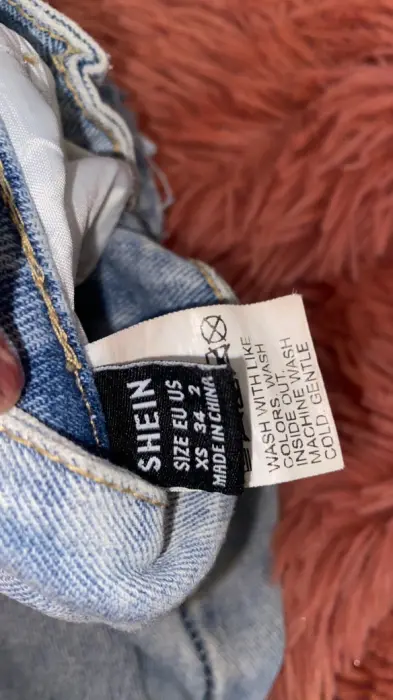 SHEIN
SIZE EU US
XS 34 2
MADE IN CHINA
WASH WITH LIKE
COLORS WASH
INSIDE OUT,
MACHINE WASH
COLD, GENTLE